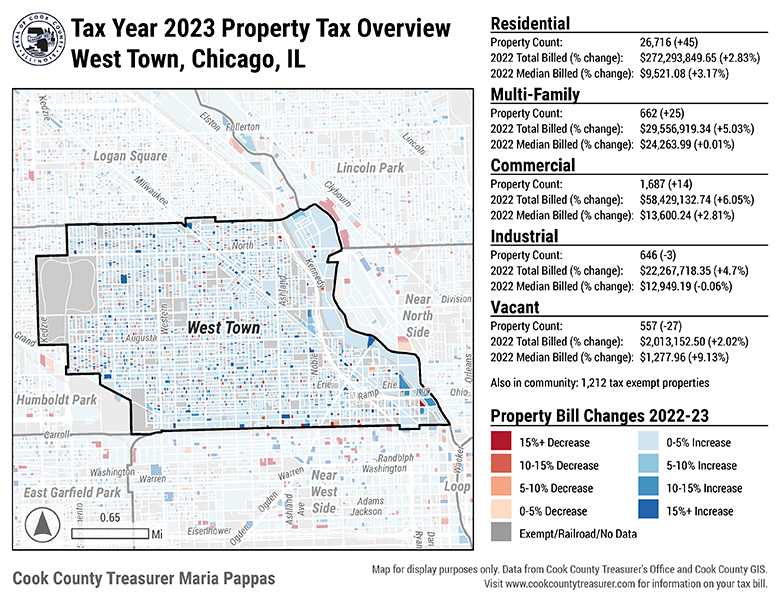 Tax Year 2023 Property Tax Overview
West Town, Chicago, IL
Residential
Property Count: 26,716 (+45)
2022 Total Billed (% change): $272,293,849.65 (+2.83%)
2022 Median Billed (% change): $9,521.08 (+3.17%)
Multi-Family
Property Count: 662 (+25)
2022 Total Billed (% change): $29,556,919.34 (+5.03%)
2022 Median Billed (% change): $24,263.99 (+0.01%)
Commercial
Property Count: 1,687 (+14)
2022 Total Billed (% change): $58,429,132.74 (+6.05%)
2022 Median Billed (% change): $13,600.24 (+2.81%)
Industrial
Property Count: 646 (-3)
2022 Total Billed (% change): $22,267,718.35 (+4.7%)
2022 Median Billed (% change): $12,949.19 (-0.06%)
Vacant
Property Count: 557 (-27)
2022 Total Billed (% change): $2,013,152.50 (+2.02%)
2022 Median Billed (% change): $1,277.96 (+9.13%)
Also in community: 1,212 tax exempt properties
Property Bill Changes 2022-23
15%+ Decrease
10-15% Decrease
5-10% Decrease
0-5% Decrease
Exempt/Railroad/No Data
0-5% Increase
5-10% Increase
10-15% Increase
15%+ Increase
Kedzie
Elston
Fullerton
Lincoln
Logan Square
Lincoln Park
Milwaukee
Clybourn
North
Kennedy
Ashland
Near
North
Side
Division
Western
West Town
Kedzie
Augusta
Grand
Noble
Orleans
Erie
Erie
Ramp
Ohio
Humboldt Park
Carroll
Wacker
Randolph
Washington
Washington
Warren
Warren
Near
West
Side
Loop
East Garfield Park
Ogden
Ashland
Ave
Adams
Jackson
Eisenhower
Ogden
Ryan
Dan
0.65
Mi
Cook County Treasurer Maria Pappas
Map for display purposes only. Data from Cook County Treasurer's Office and Cook County GIS.
Visit www.cookcountytreasurer.com for information on your tax bill.